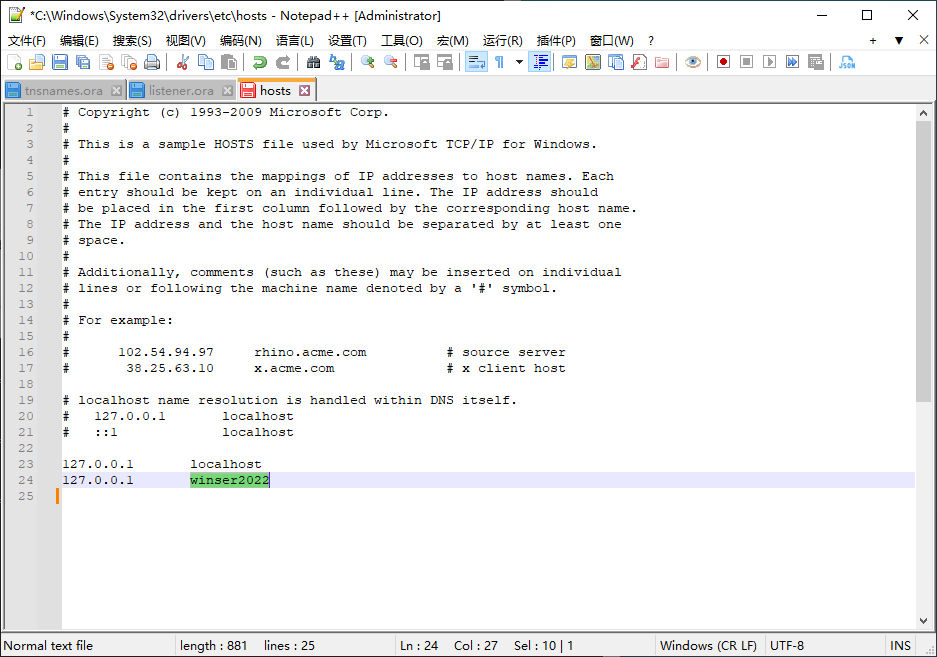 *C:\Windows\System32\drivers\etc\hosts - Notepad++ [Administrator]
文件(F) 编辑(E) 搜索(S) 视图(V) 编码(N) 语言(L) 设置(T) 工具(O) 宏(M) 运行(R) 插件(P) 窗口(W) ? + ▼ X
JSON
tnsnames.ora listener.ora hosts
1 # Copyright (c) 1993-2009 Microsoft Corp.
2 #
3 # This is a sample HOSTS file used by Microsoft TCP/IP for Windows.
4 #
5 # This file contains the mappings of IP addresses to host names. Each
6 # entry should be kept on an individual line. The IP address should
7 # be placed in the first column followed by the corresponding host name.
8 # The IP address and the host name should be separated by at least one
9 # space.
10 #
11 # Additionally, comments (such as these) may be inserted on individual
12 # lines or following the machine name denoted by a '#' symbol.
13 #
14 # For example:
15 #
16 #      102.54.94.97     rhino.acme.com          # source server
17 #       38.25.63.10     x.acme.com              # x client host
18
19 # localhost name resolution is handled within DNS itself.
20 #   127.0.0.1       localhost
21 #   ::1             localhost
22
23 127.0.0.1       localhost
24 127.0.0.1       winser2022
25
Normal text file length : 881 lines : 25 Ln : 24 Col : 27 Sel : 10 | 1 Windows (CR LF) UTF-8 INS